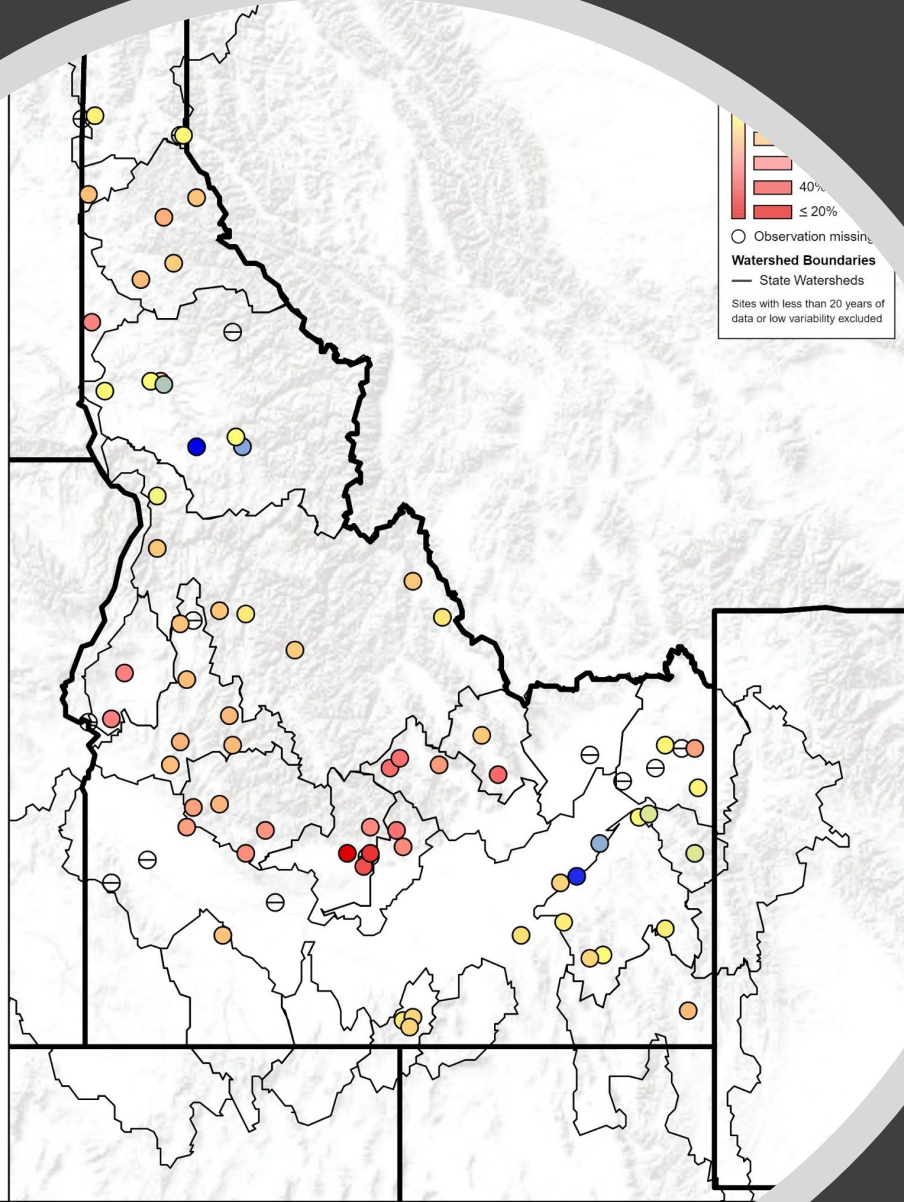 40%
≤ 20%
Observation missing
Watershed Boundaries
State Watersheds
Sites with less than 20 years of
data or low variability excluded